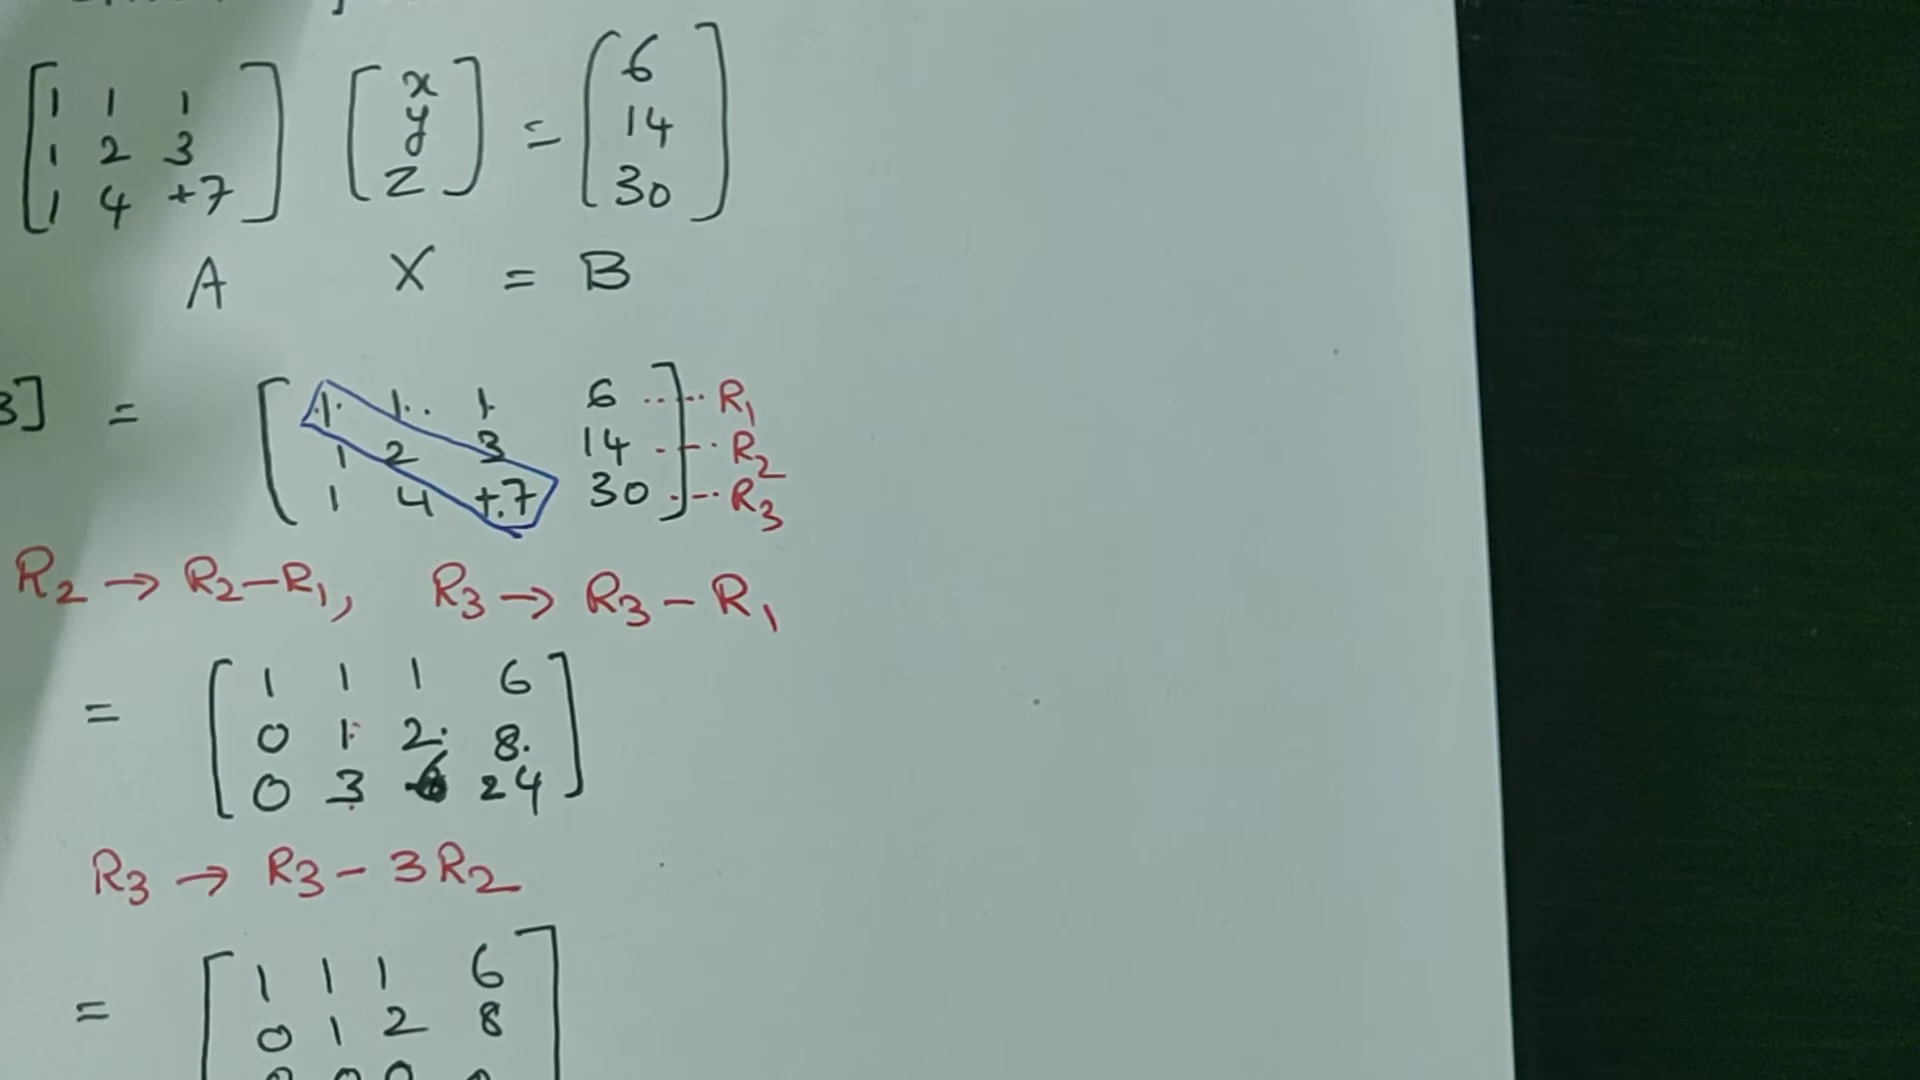 [1 1 1] [x] = [6]
[1 2 3] [y] [14]
[1 4 +7] [z] [30]
A X = B
B] = [1 1 1 6] R1
[1 2 3 14] R2
[1 4 +7 30] R3
R2 → R2-R1, R3 → R3 - R1
= [1 1 1 6]
[0 1 2 8]
[0 3 6 24]
R3 → R3 - 3R2
= [1 1 1 6]
[0 1 2 8]